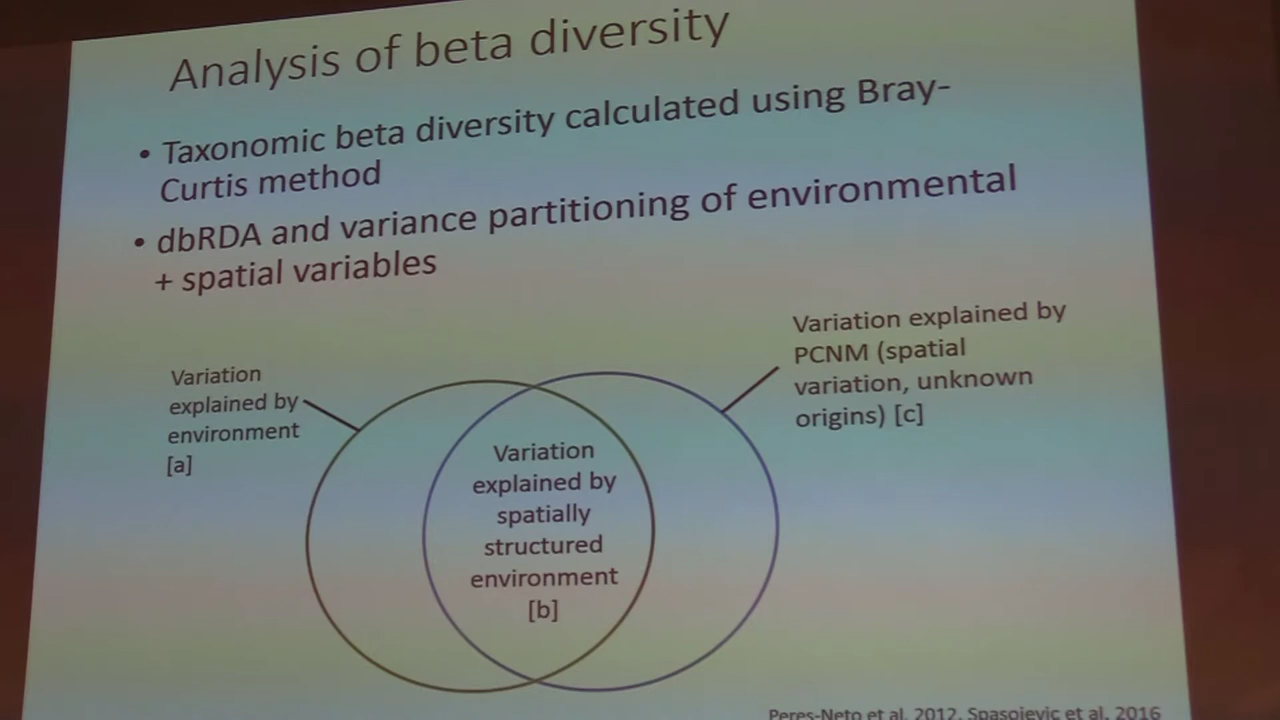 Analysis of beta diversity
• Taxonomic beta diversity calculated using Bray-
Curtis method
• dbRDA and variance partitioning of environmental
+ spatial variables
Variation
explained by
environment
[a]
Variation
explained by
spatially
structured
environment
[b]
Variation explained by
PCNM (spatial
variation, unknown
origins) [c]
Peres-Neto et al. 2012, Spasojevic et al. 2016